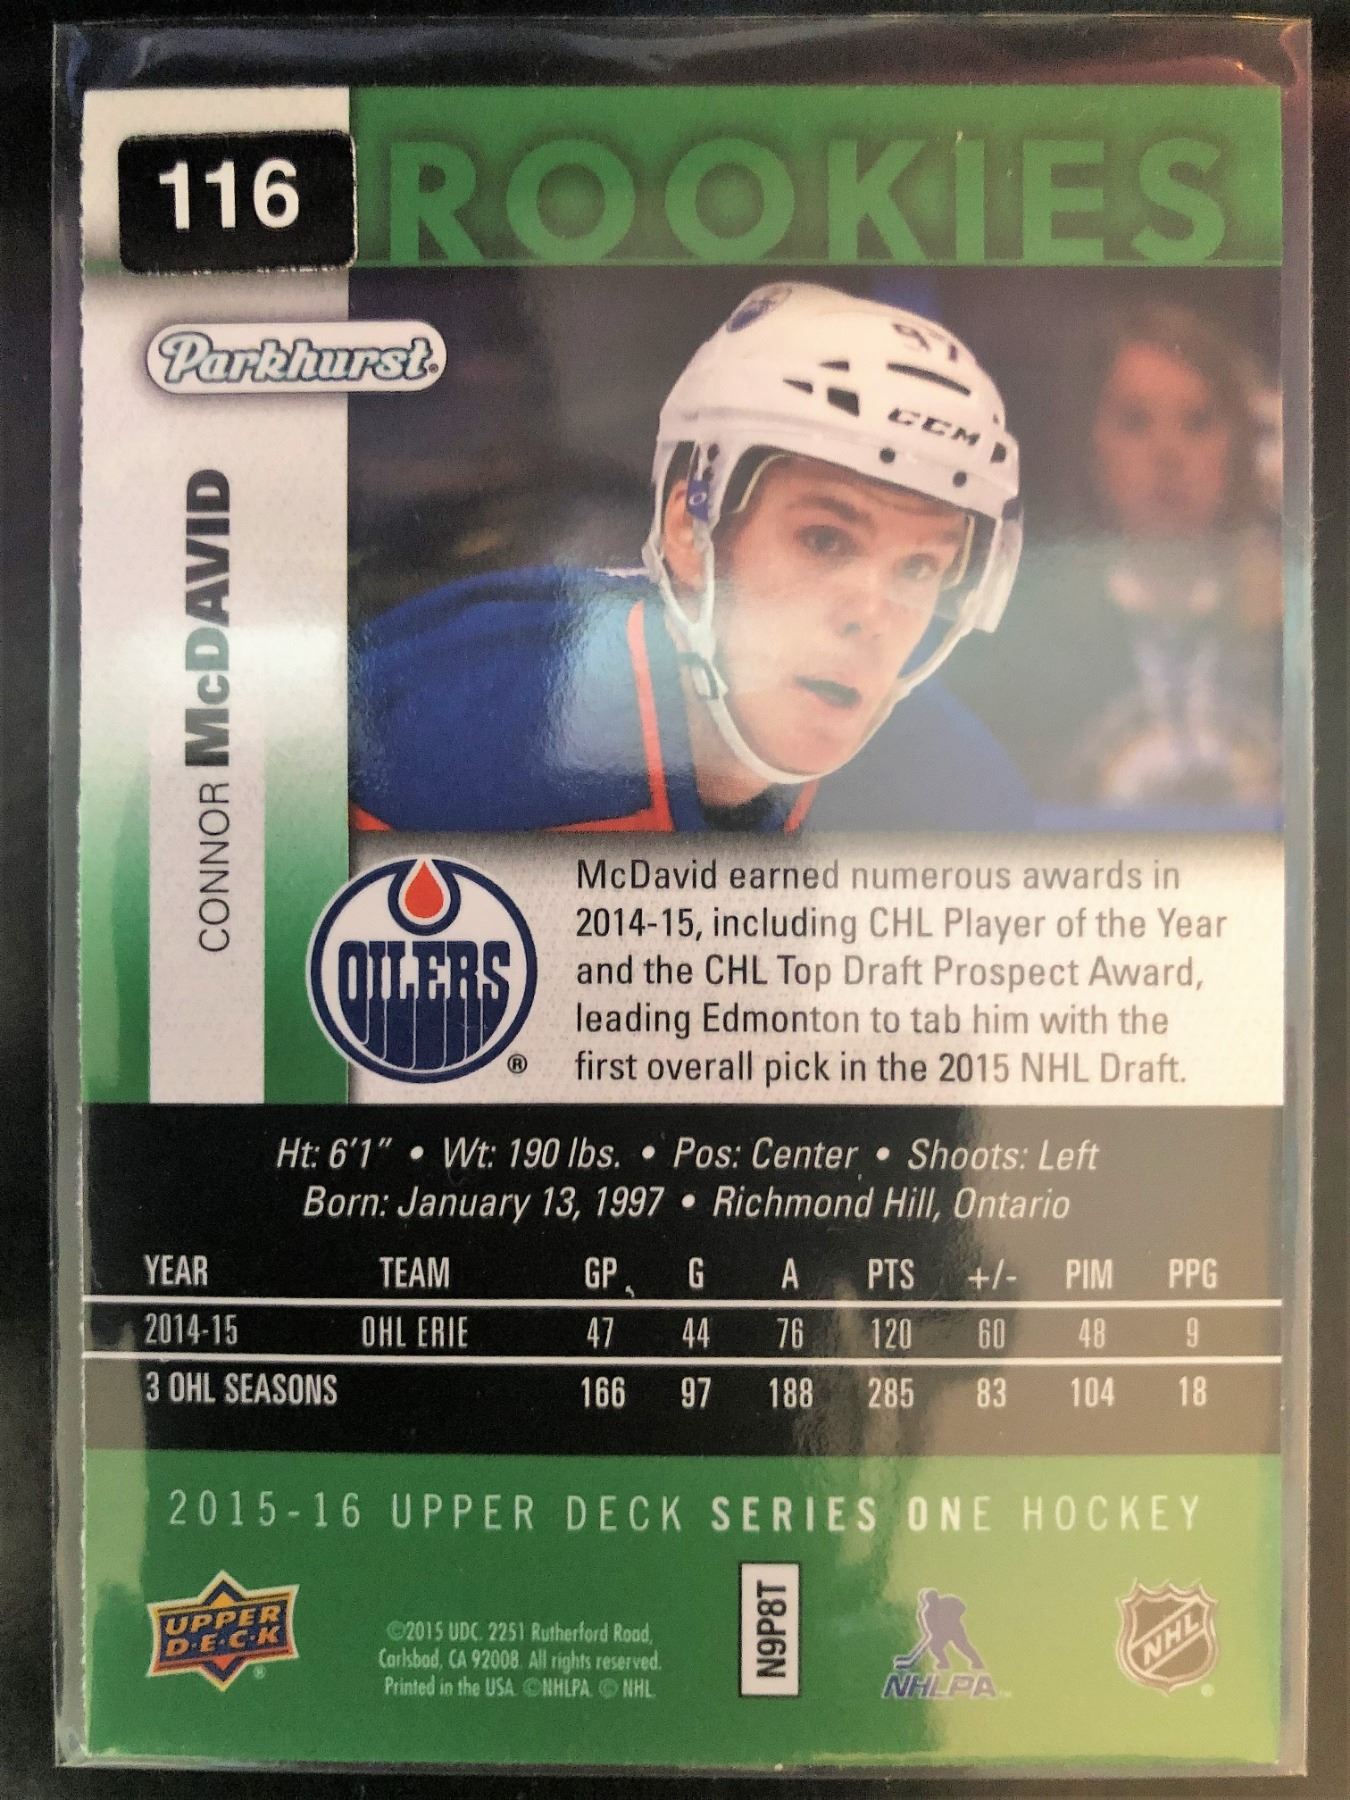 116
ROOKIES
Parkhurst
CONNOR McDAVID
97
CCM
OILERS
®
McDavid earned numerous awards in
2014-15, including CHL Player of the Year
and the CHL Top Draft Prospect Award,
leading Edmonton to tab him with the
first overall pick in the 2015 NHL Draft.
Ht: 6'1" • Wt: 190 lbs. • Pos: Center • Shoots: Left
Born: January 13, 1997 • Richmond Hill, Ontario
YEAR TEAM GP G A PTS +/- PIM PPG
2014-15 OHL ERIE 47 44 76 120 60 48 9
3 OHL SEASONS 166 97 188 285 83 104 18
2015-16 UPPER DECK SERIES ONE HOCKEY
UPPER
D·E·C·K
®
©2015 UDC. 2251 Rutherford Road,
Carlsbad, CA 92008. All rights reserved.
Printed in the USA. ©NHLPA. © NHL.
N9P8T
NHLPA™
NHL
®